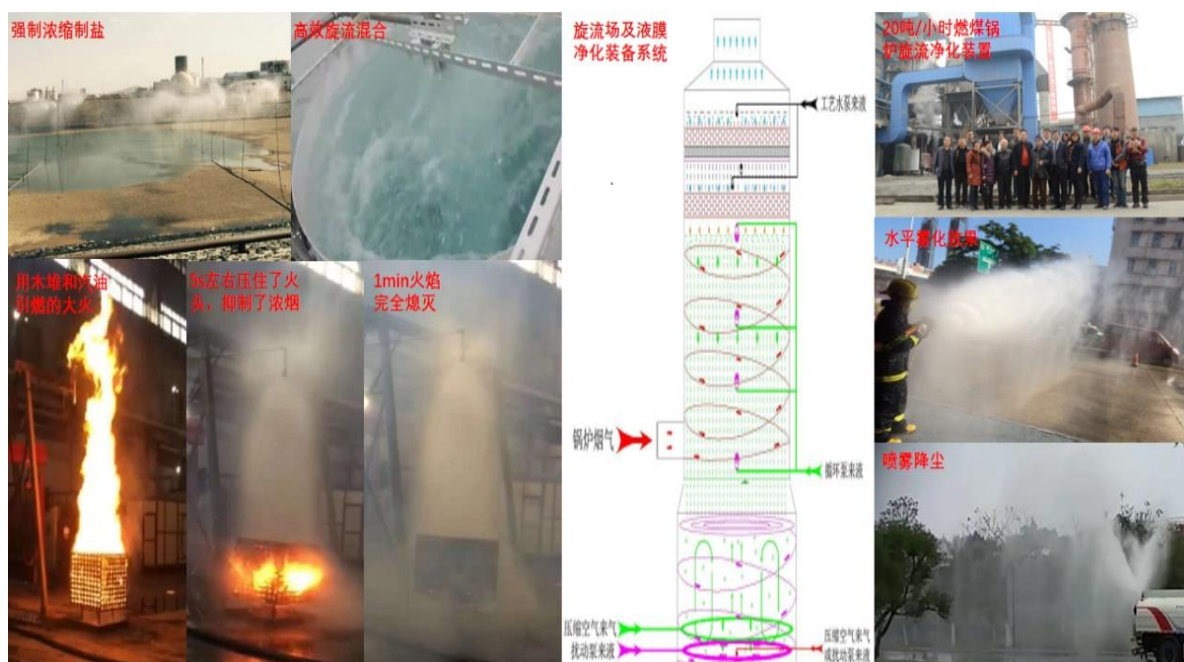 强制浓缩制盐
高效旋流混合
用木堆和汽油
引燃的大火
5s左右压住了火
头，抑制了浓烟
1min火焰
完全熄灭
旋流场及液膜
净化装备系统
工艺水泵来液
锅炉烟气
循环泵来液
压缩空气来气
扰动泵来液
压缩空气来气
或扰动泵来液
20吨/小时燃煤锅
炉旋流净化装置
水平雾化效果
喷雾降尘